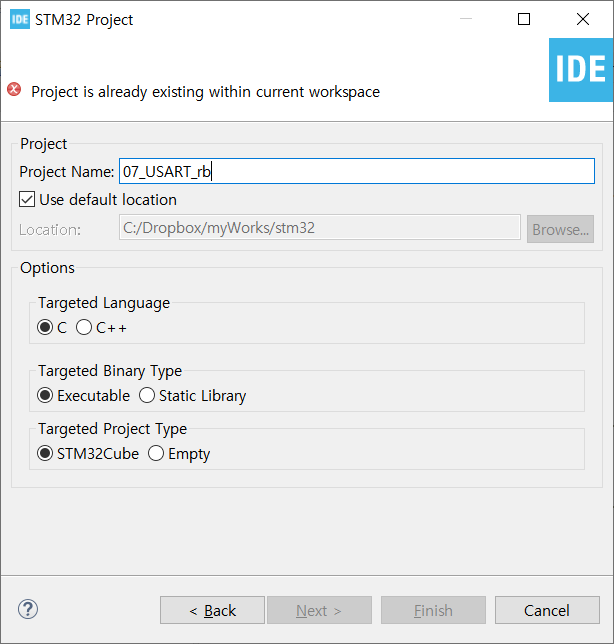 IDE STM32 Project
IDE
Project is already existing within current workspace
Project
Project Name: 07_USART_rb
Use default location
Location: C:/Dropbox/myWorks/stm32 Browse...
Options
Targeted Language
C C++
Targeted Binary Type
Executable Static Library
Targeted Project Type
STM32Cube Empty
? < Back Next > Finish Cancel